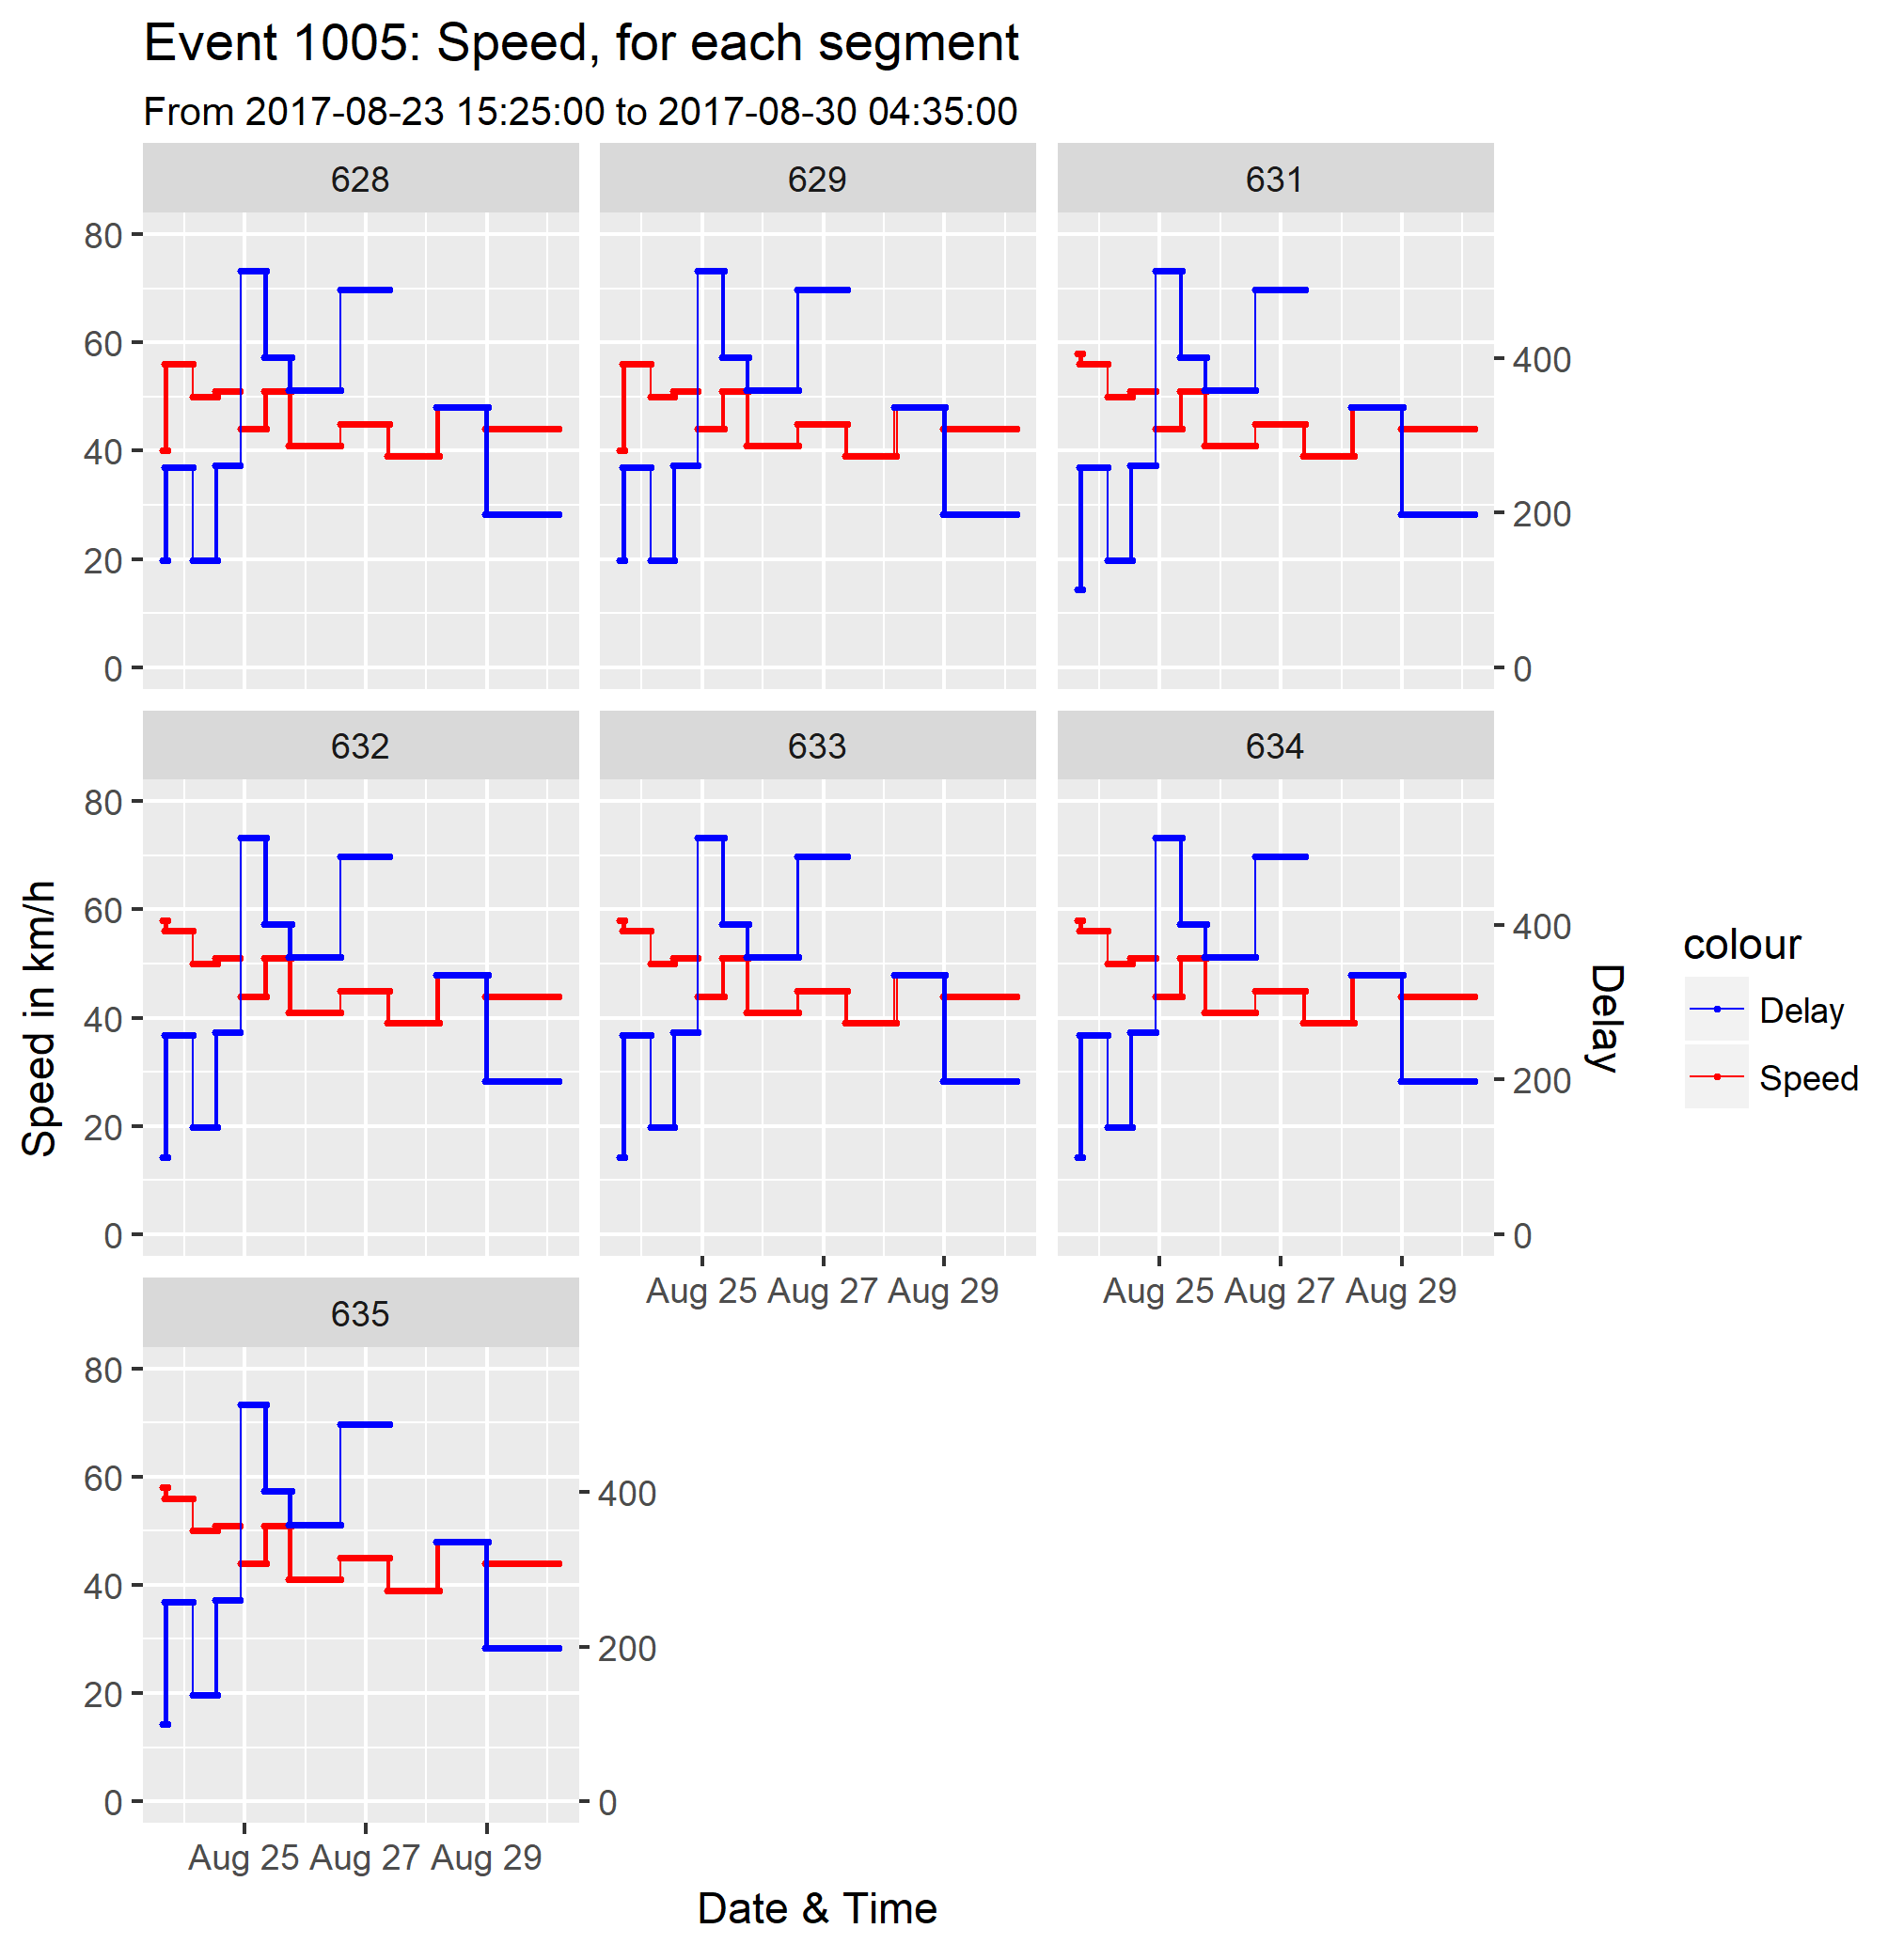 Event 1005: Speed, for each segment
From 2017-08-23 15:25:00 to 2017-08-30 04:35:00
628 629 631
80
60
40
20
0
400
200
0
632 633 634
80
60
40
20
0
400
200
0
Aug 25 Aug 27 Aug 29
Aug 25 Aug 27 Aug 29
635
80
60
40
20
0
400
200
0
Aug 25 Aug 27 Aug 29
Date & Time
Speed in km/h
Delay
colour
Delay
Speed